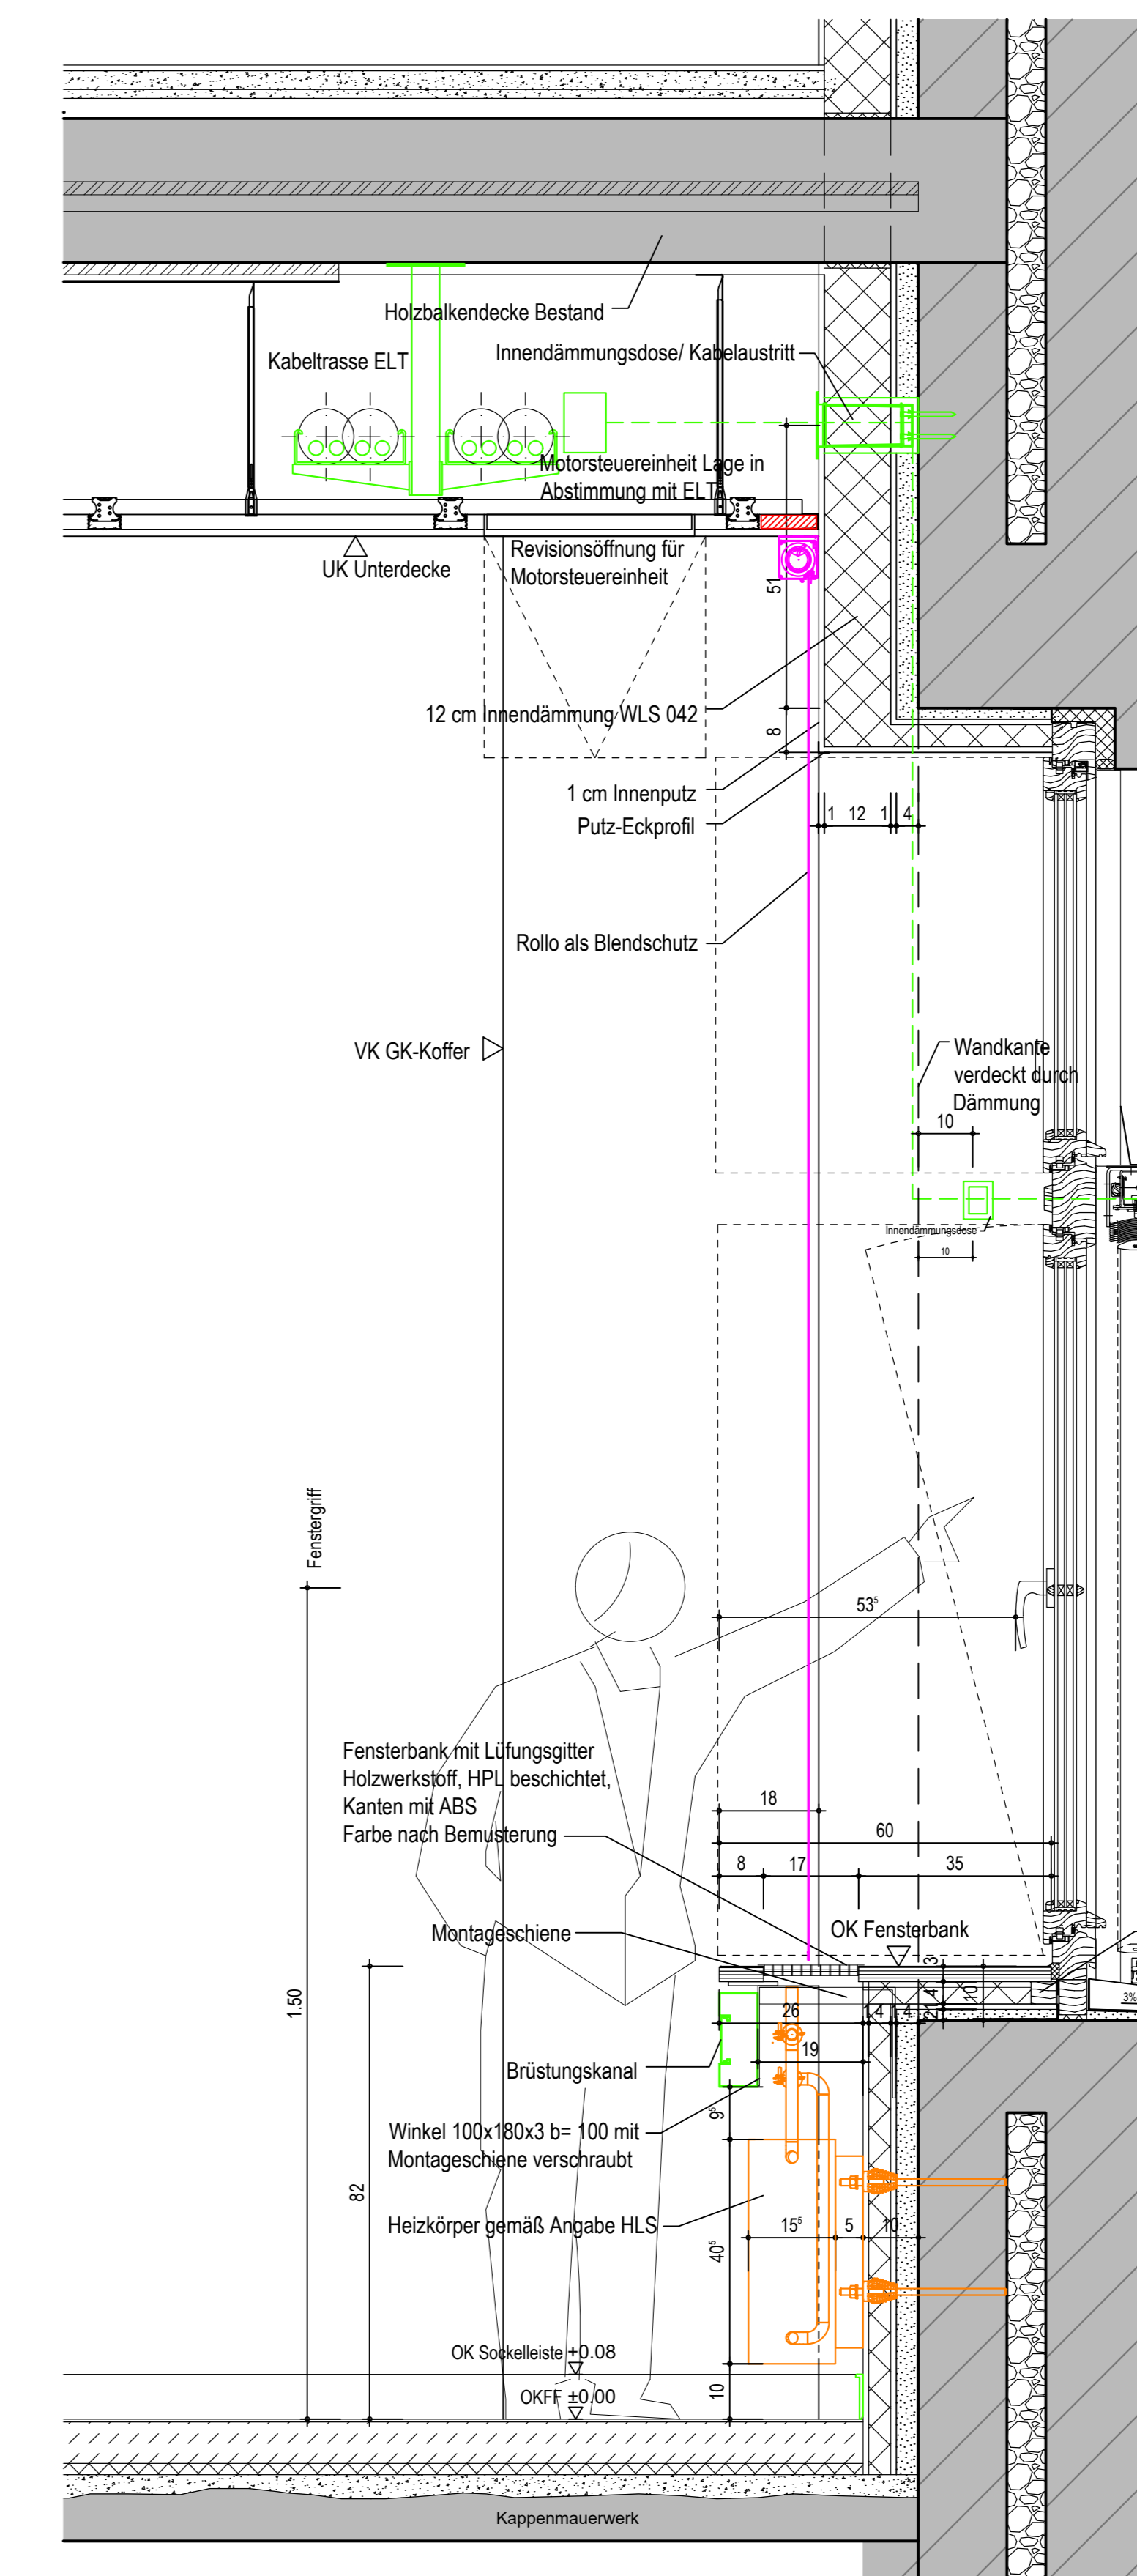 Holzbalkendecke Bestand
Innendämmungsdose/ Kabelaustritt
Kabeltrasse ELT
Motorsteuereinheit Lage in
Abstimmung mit ELT
UK Unterdecke
Revisionsöffnung für
Motorsteuereinheit
51
12 cm Innendämmung WLS 042
8
1 cm Innenputz
Putz-Eckprofil
1 12 1 4
Rollo als Blendschutz
VK GK-Koffer
Wandkante
verdeckt durch
Dämmung
10
Innendämmungsdose
10
Fenstergriff
53⁵
Fensterbank mit Lüfungsgitter
Holzwerkstoff, HPL beschichtet,
Kanten mit ABS
Farbe nach Bemusterung
18
60
8 17 35
Montageschiene
OK Fensterbank
3
10
3%
1.50
26
19
Brüstungskanal
9⁵
Winkel 100x180x3 b= 100 mit
Montageschiene verschraubt
82
Heizkörper gemäß Angabe HLS
15⁵ 5 10
40⁵
OK Sockelleiste +0.08
10
OKFF ±0.00
Kappenmauerwerk